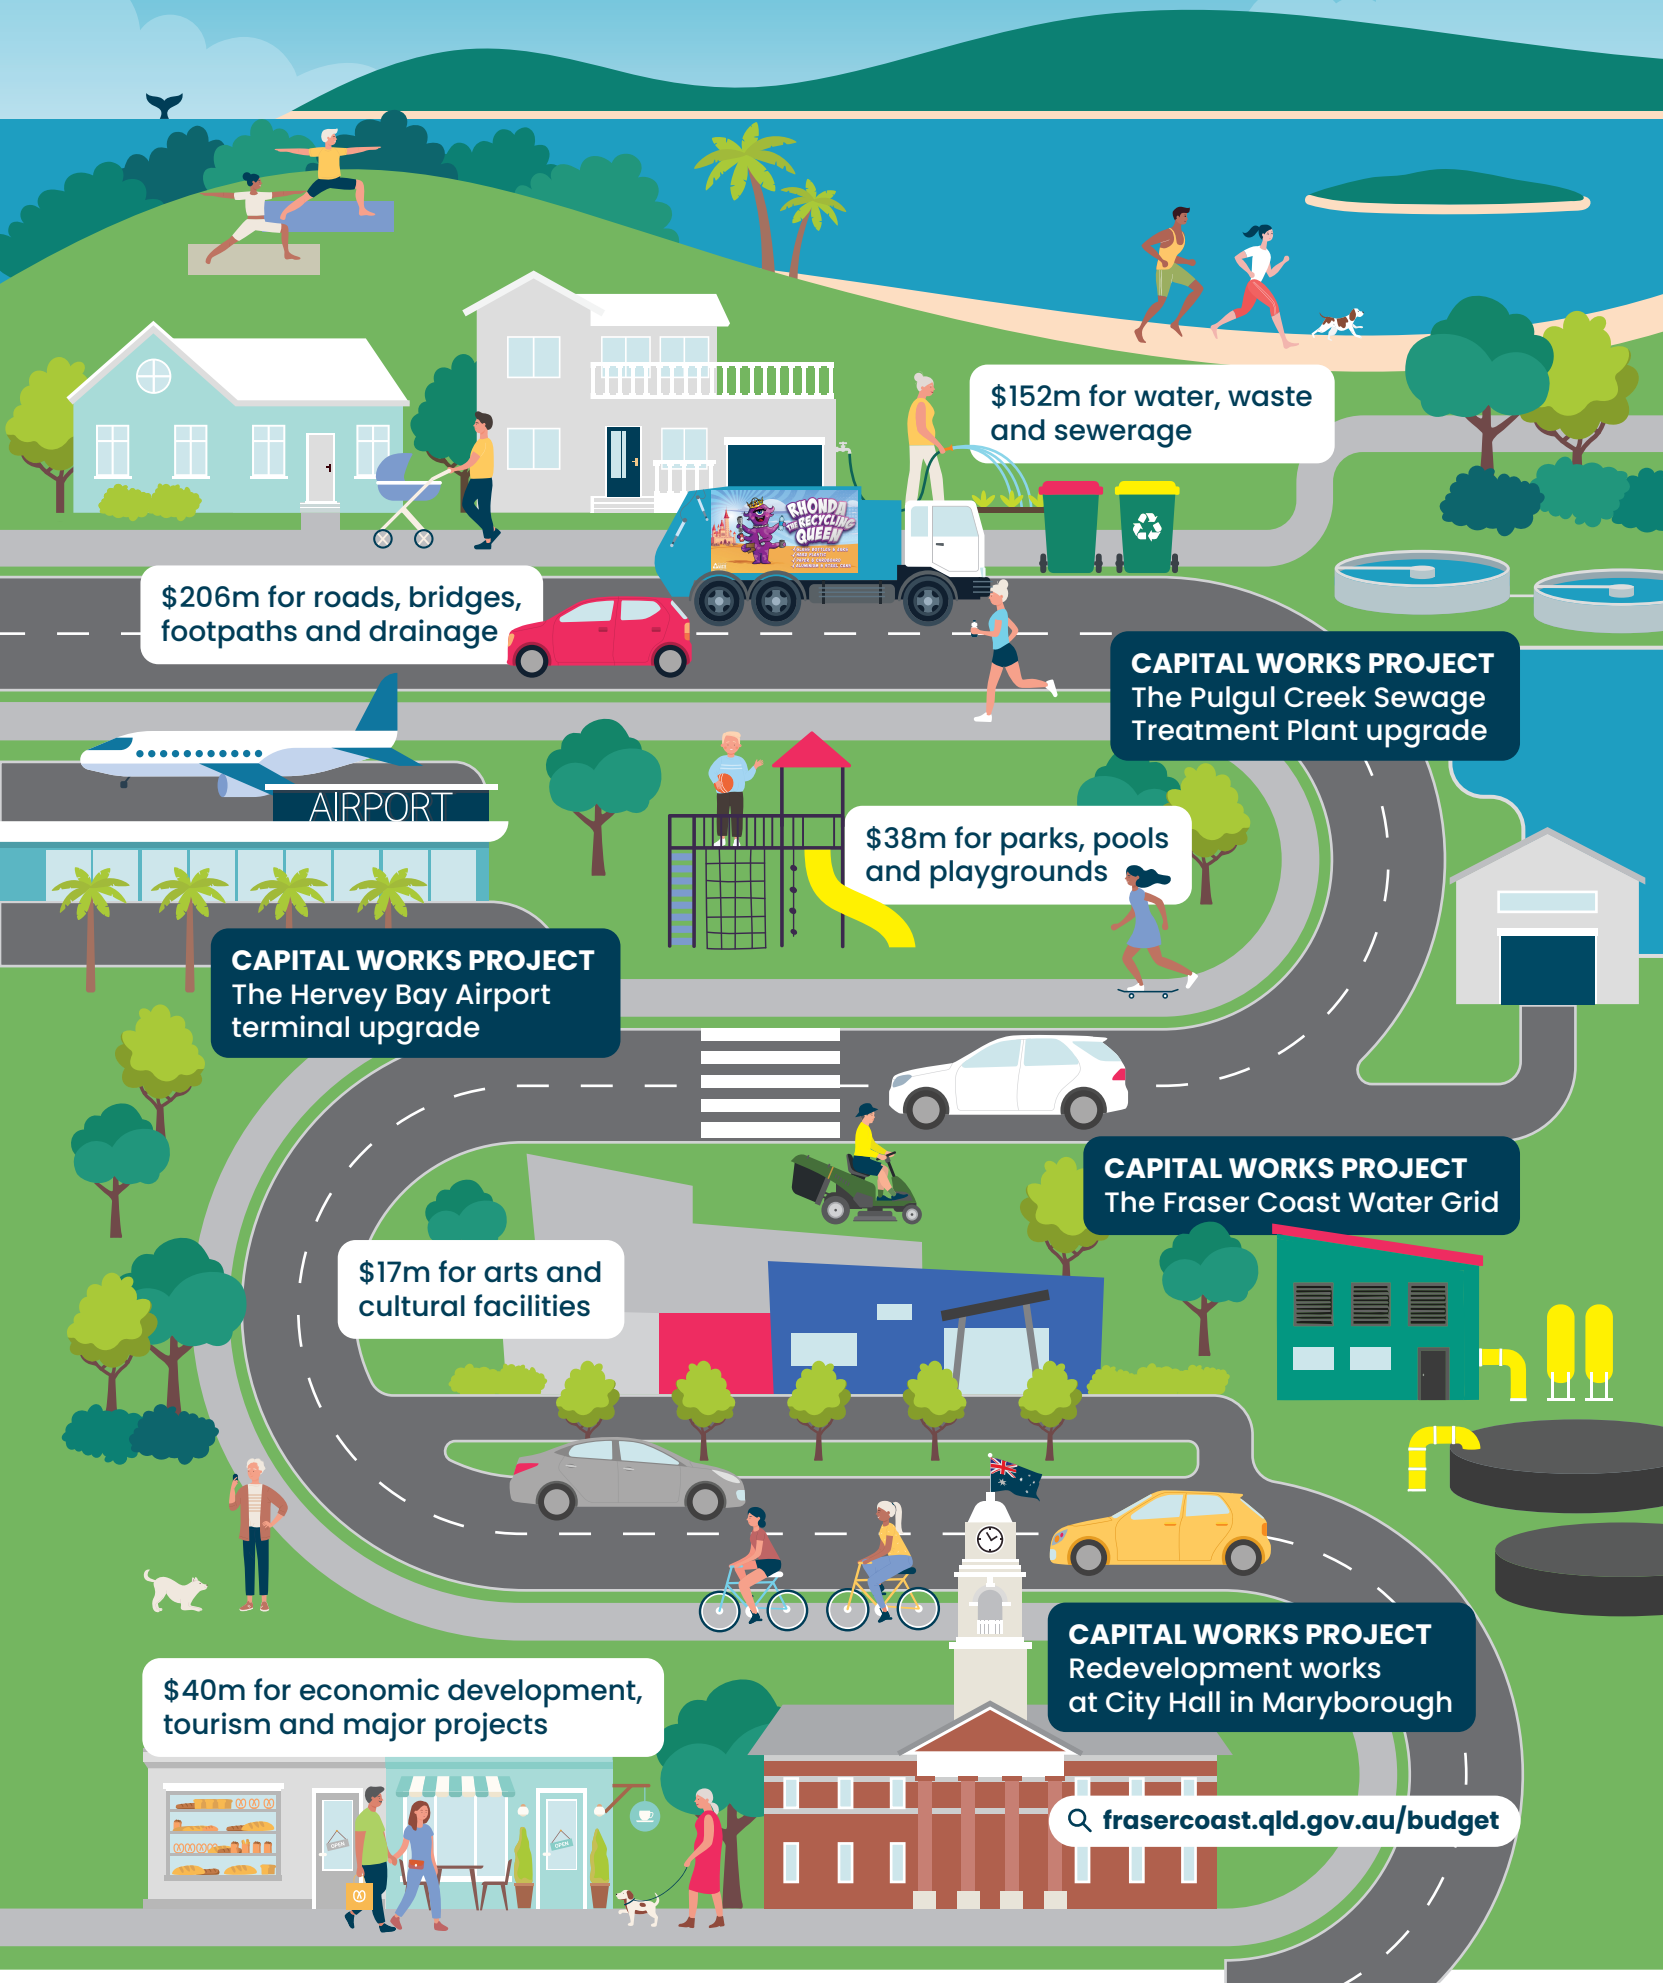 $152m for water, waste
and sewerage
RHONDA
THE RECYCLING
QUEEN
$206m for roads, bridges,
footpaths and drainage
CAPITAL WORKS PROJECT
The Pulgul Creek Sewage
Treatment Plant upgrade
AIRPORT
$38m for parks, pools
and playgrounds
CAPITAL WORKS PROJECT
The Hervey Bay Airport
terminal upgrade
CAPITAL WORKS PROJECT
The Fraser Coast Water Grid
$17m for arts and
cultural facilities
CAPITAL WORKS PROJECT
Redevelopment works
at City Hall in Maryborough
$40m for economic development,
tourism and major projects
frasercoast.qld.gov.au/budget
OPEN
OPEN